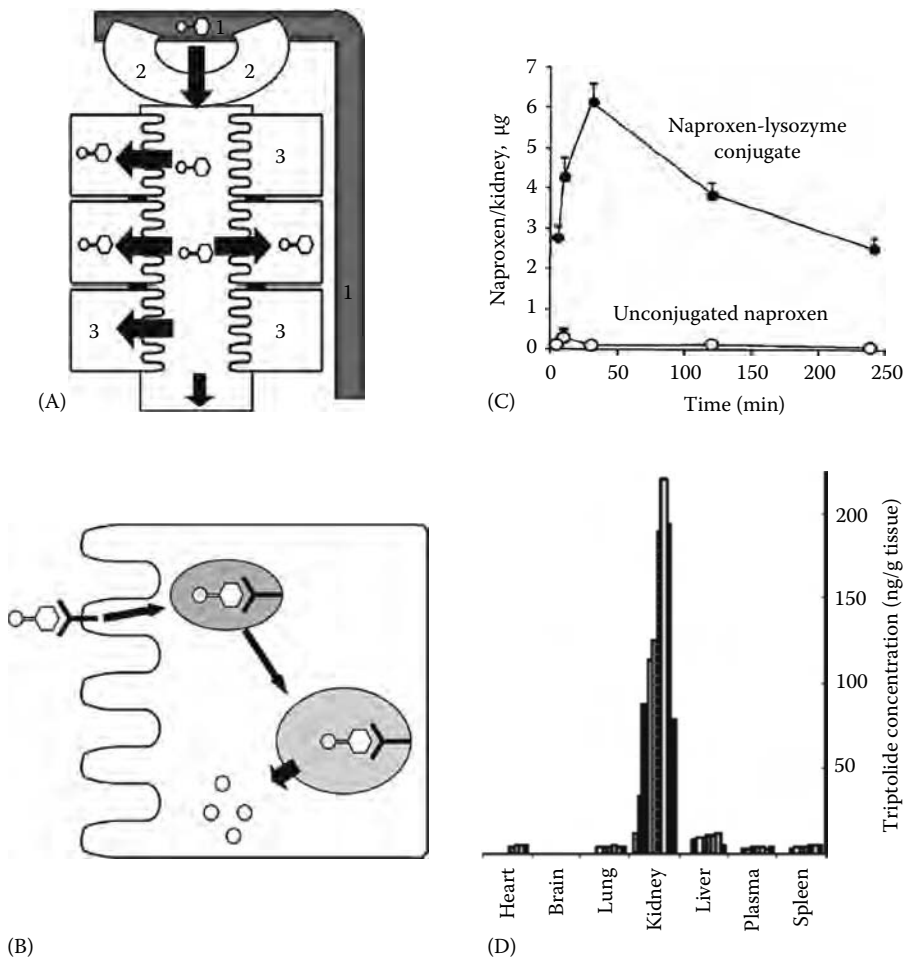 1
2
2
3
3
3
1
(A)
7
6
5
4
3
2
1
0
Naproxen/kidney, µg
Naproxen-lysozyme
conjugate
Unconjugated naproxen
0
50
100
150
200
250
Time (min)
(C)
(B)
200
150
100
50
Triptolide concentration (ng/g tissue)
Heart
Brain
Lung
Kidney
Liver
Plasma
Spleen
(D)